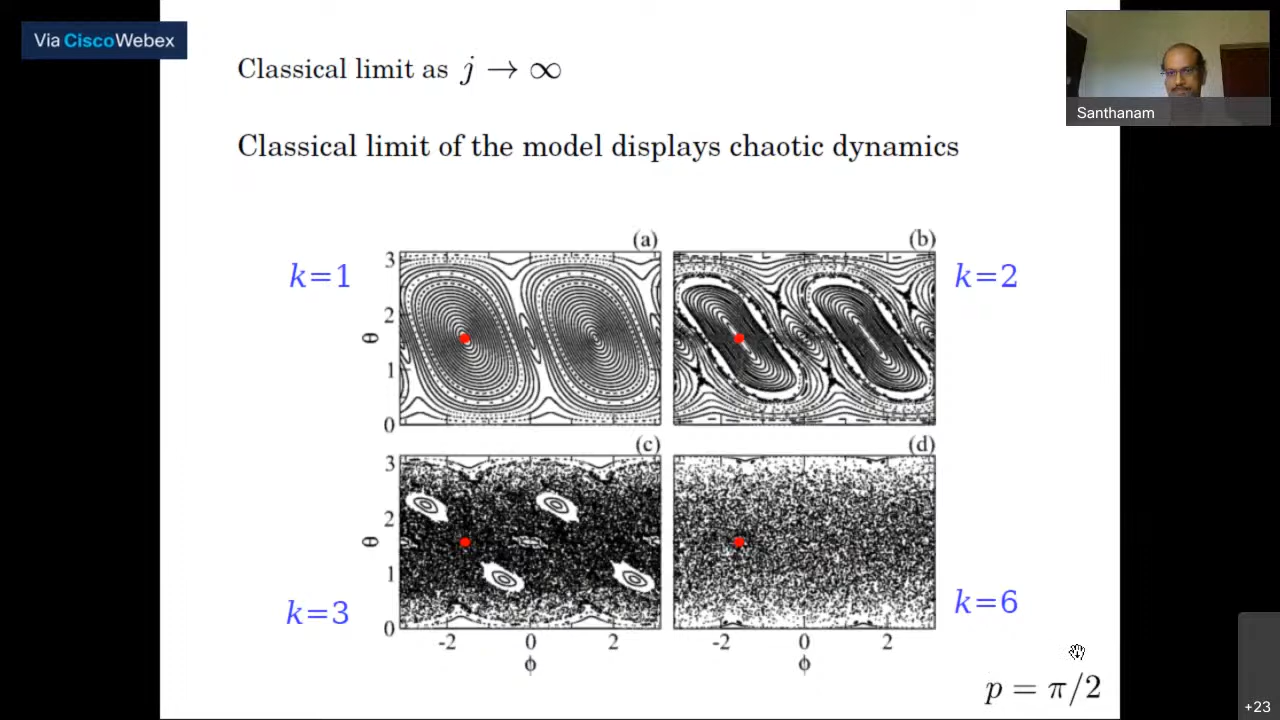 Via CiscoWebex
Classical limit as j → ∞
Santhanam
Classical limit of the model displays chaotic dynamics
(a)
(b)
k=1
k=2
3
2
θ
1
0
(c)
(d)
3
2
θ
1
0
k=3
k=6
-2 0 2
-2 0 2
ϕ
ϕ
p = π/2
+23